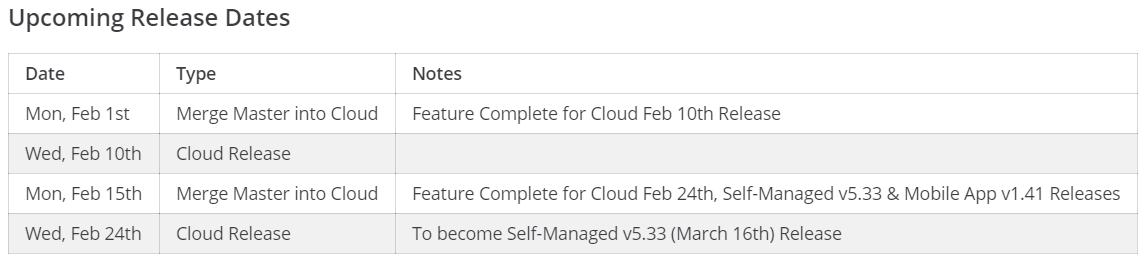 Upcoming Release Dates
Date Type Notes
Mon, Feb 1st Merge Master into Cloud Feature Complete for Cloud Feb 10th Release
Wed, Feb 10th Cloud Release
Mon, Feb 15th Merge Master into Cloud Feature Complete for Cloud Feb 24th, Self-Managed v5.33 & Mobile App v1.41 Releases
Wed, Feb 24th Cloud Release To become Self-Managed v5.33 (March 16th) Release